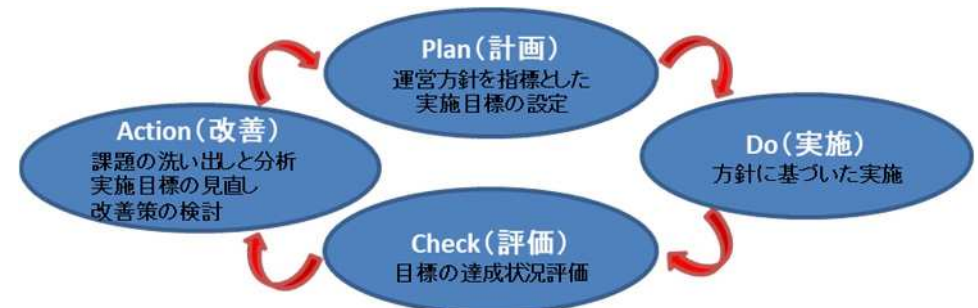 Plan(計画)
運営方針を指標とした
実施目標の設定
Do(実施)
方針に基づいた実施
Check(評価)
目標の達成状況評価
Action(改善)
課題の洗い出しと分析
実施目標の見直し
改善策の検討